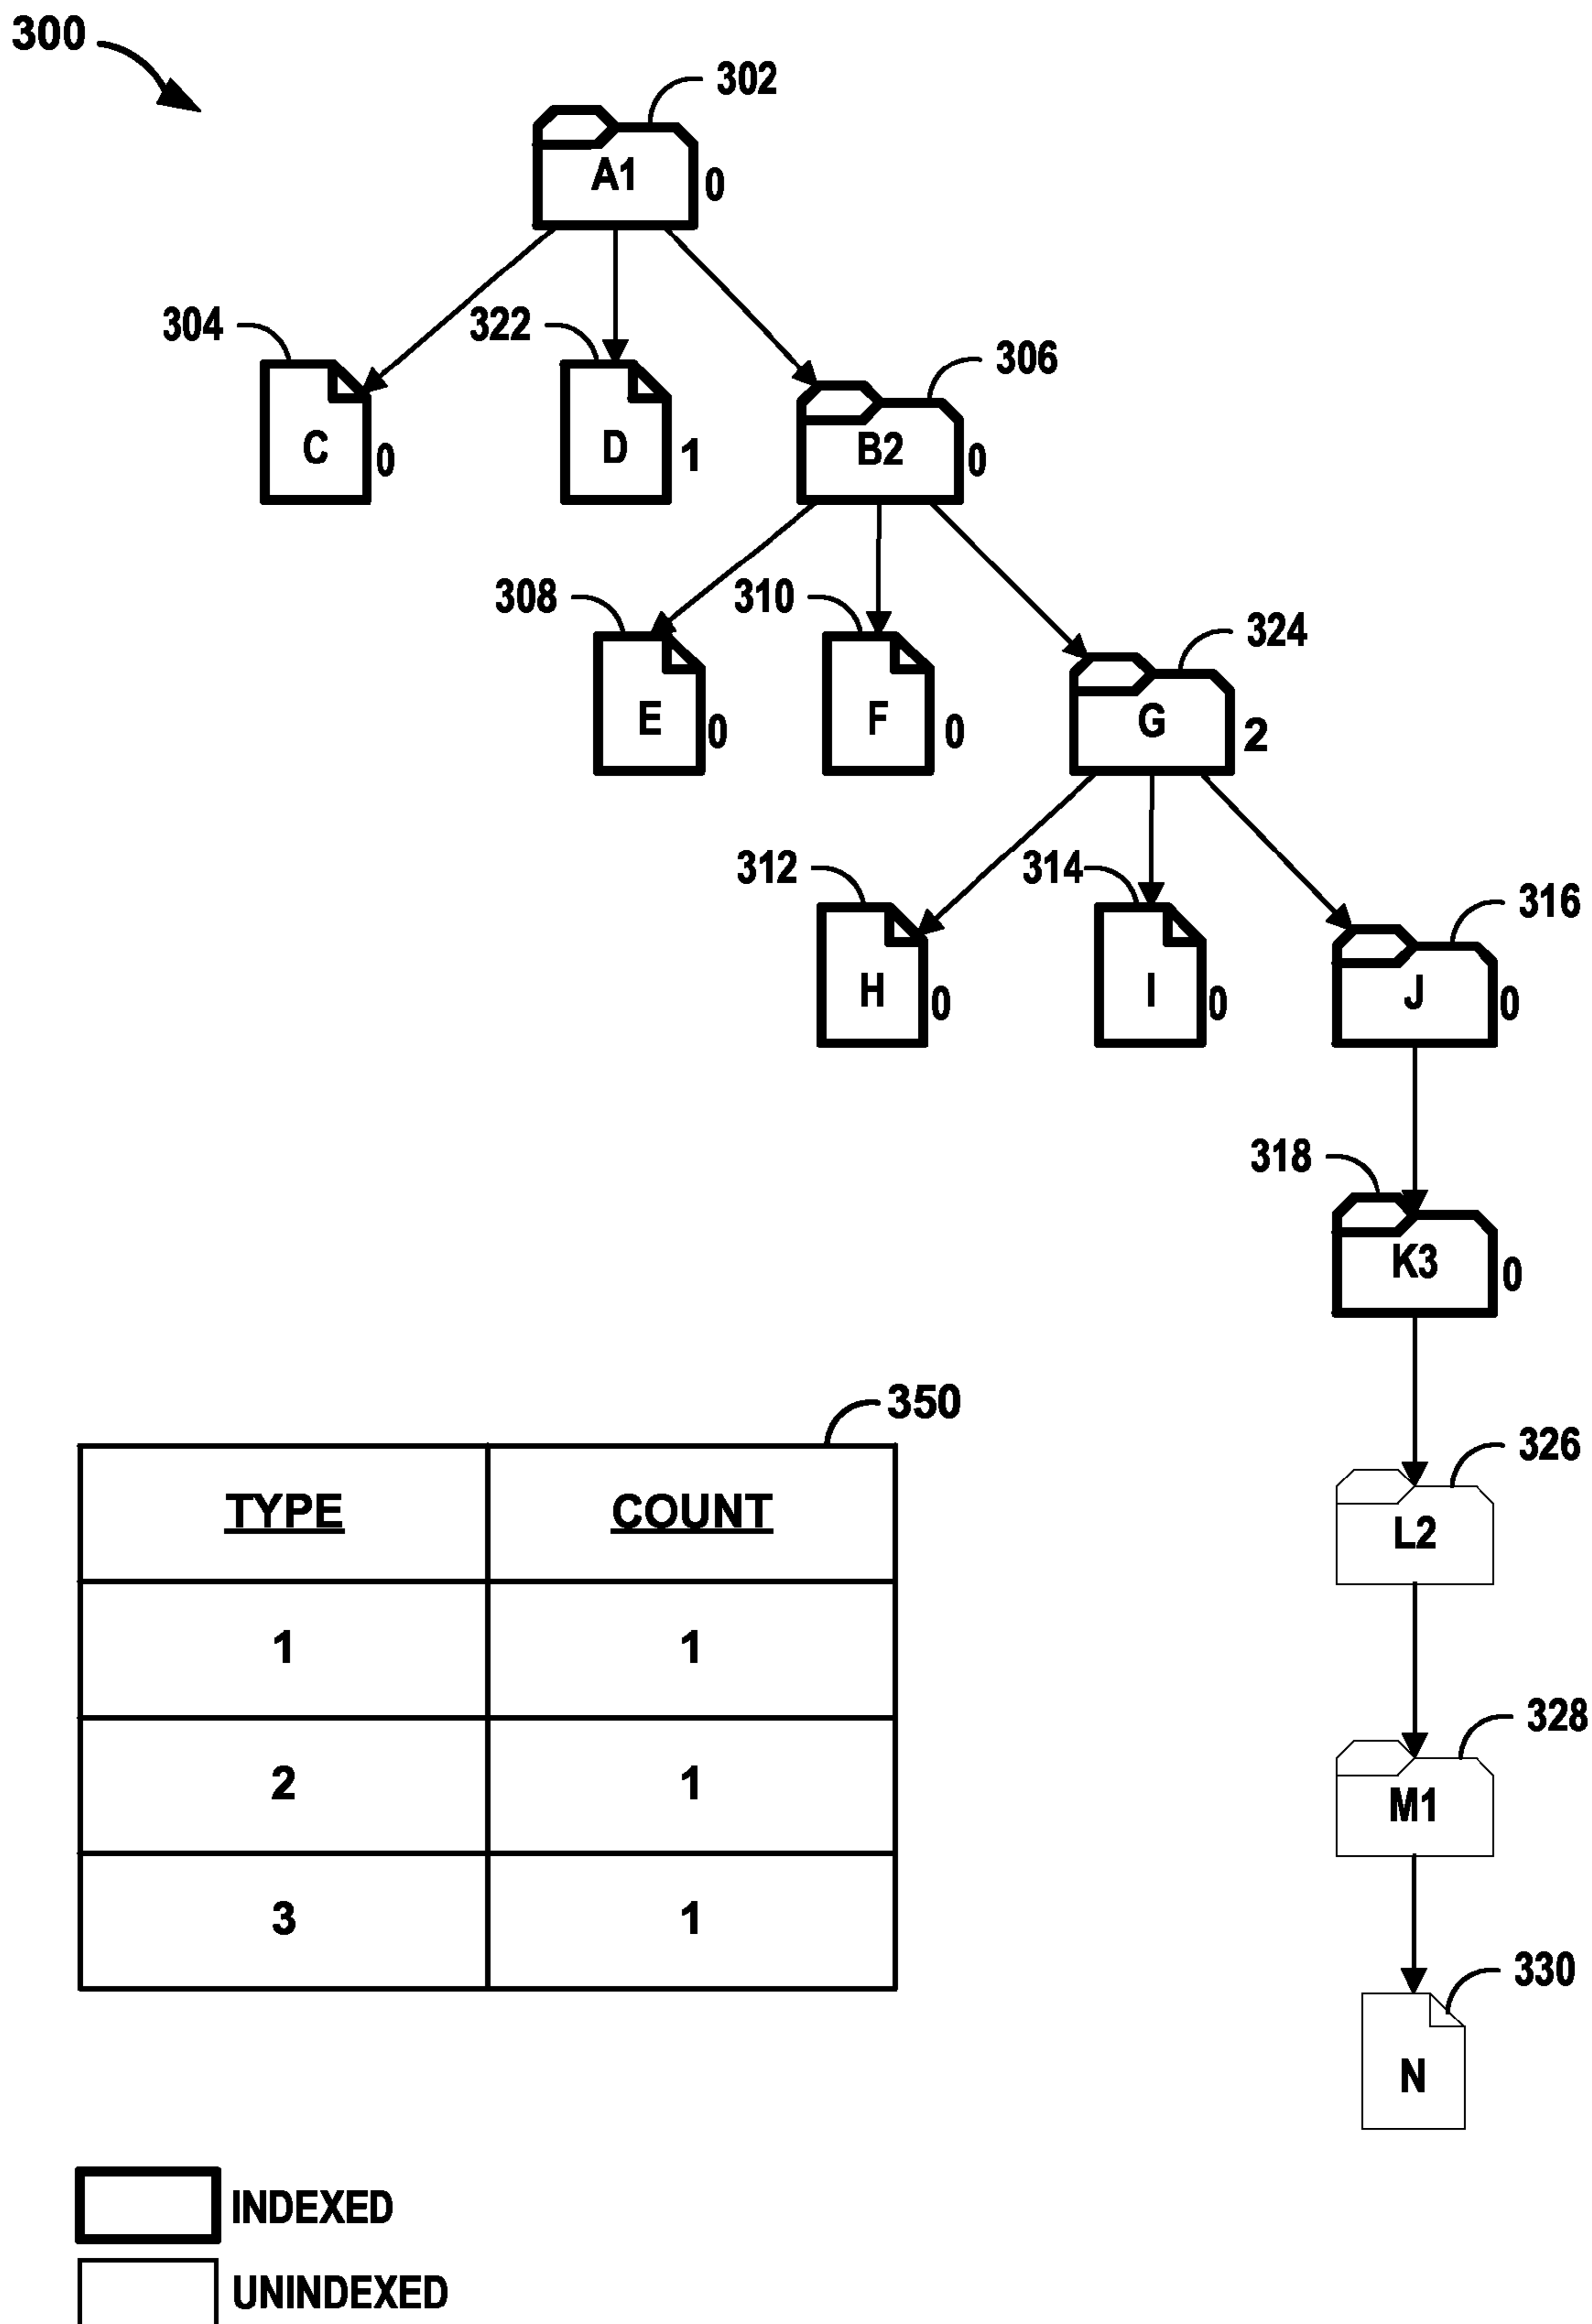 300
302
A1
0
304
322
306
C
0
D
1
B2
0
308
310
324
E
0
F
0
G
2
312
314
316
H
0
I
0
J
0
318
K3
0
350
326
TYPE COUNT
L2
1 1
328
2 1
M1
3 1
330
N
INDEXED
UNINDEXED